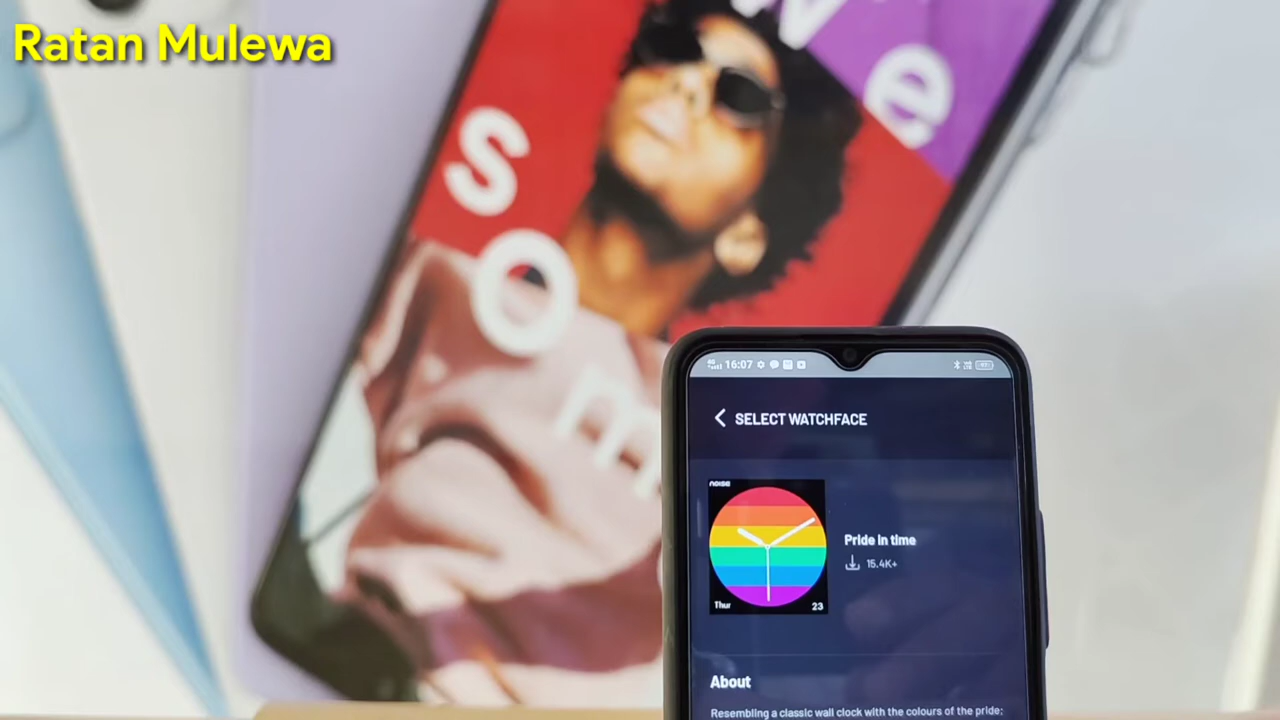 Ratan Mulewa
w
e
s
o
m
4G 16:07
SELECT WATCHFACE
noise
Pride in time
15.4K+
Thur 23
About
Resembling a classic wall clock with the colours of the pride;